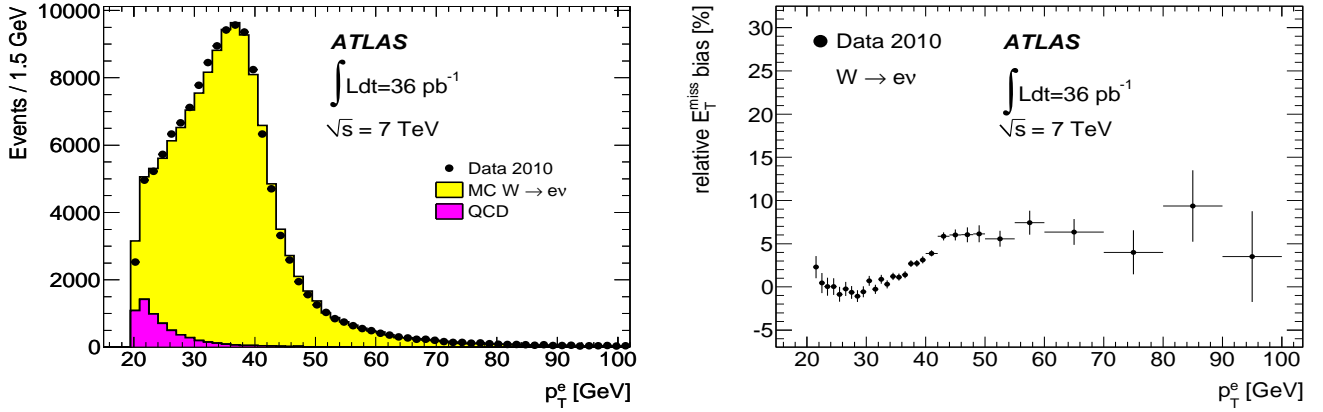 Events / 1.5 GeV
10000
8000
6000
4000
2000
0
ATLAS
∫Ldt=36 pb⁻¹
√s = 7 TeV
Data 2010
MC W → eν
QCD
20 30 40 50 60 70 80 90 100
p_T^e [GeV]
relative E_T^miss bias [%]
30
25
20
15
10
5
0
-5
Data 2010
W → eν
ATLAS
∫Ldt=36 pb⁻¹
√s = 7 TeV
20 30 40 50 60 70 80 90 100
p_T^e [GeV]